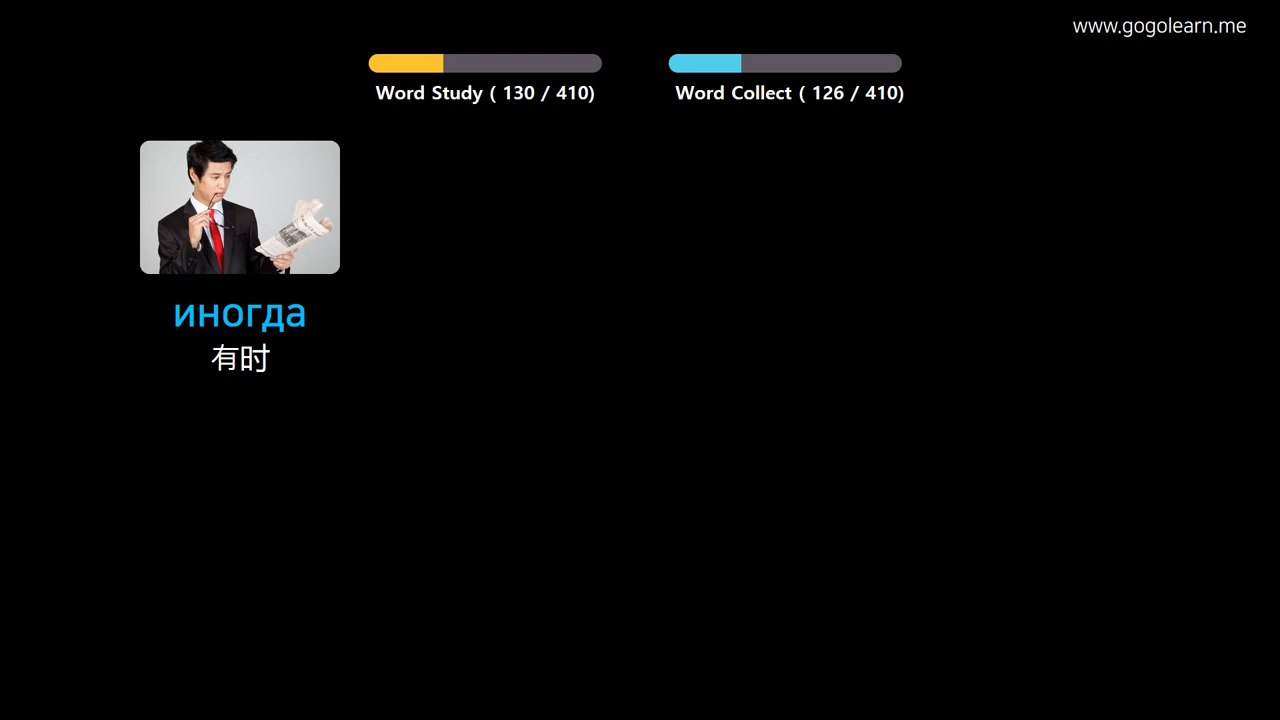 www.gogolearn.me
Word Study ( 130 / 410)
Word Collect ( 126 / 410)
иногда
有时